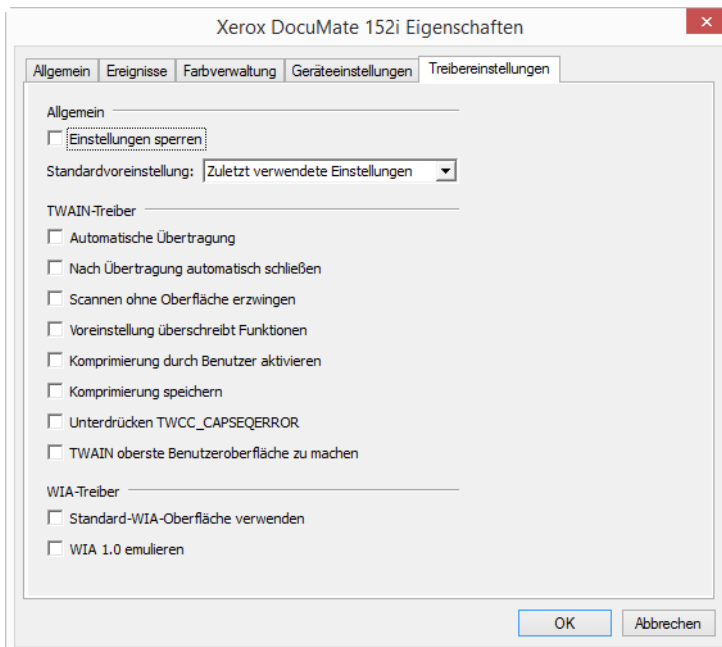 Xerox DocuMate 152i Eigenschaften
Allgemein Ereignisse Farbverwaltung Geräteeinstellungen Treibereinstellungen
Allgemein
Einstellungen sperren
Standardvoreinstellung: Zuletzt verwendete Einstellungen
TWAIN-Treiber
Automatische Übertragung
Nach Übertragung automatisch schließen
Scannen ohne Oberfläche erzwingen
Voreinstellung überschreibt Funktionen
Komprimierung durch Benutzer aktivieren
Komprimierung speichern
Unterdrücken TWCC_CAPSEQERROR
TWAIN oberste Benutzeroberfläche zu machen
WIA-Treiber
Standard-WIA-Oberfläche verwenden
WIA 1.0 emulieren
OK Abbrechen